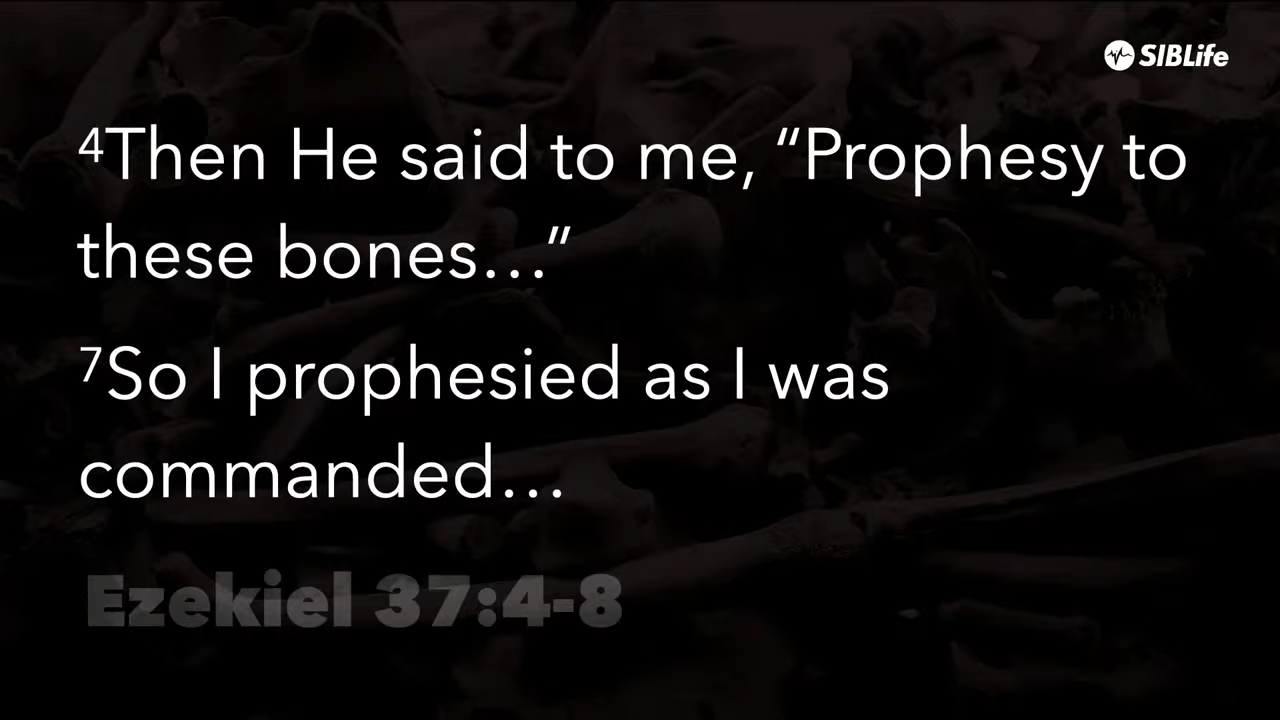 SIBLife
⁴Then He said to me, “Prophesy to
these bones…”
⁷So I prophesied as I was
commanded…
Ezekiel 37:4-8